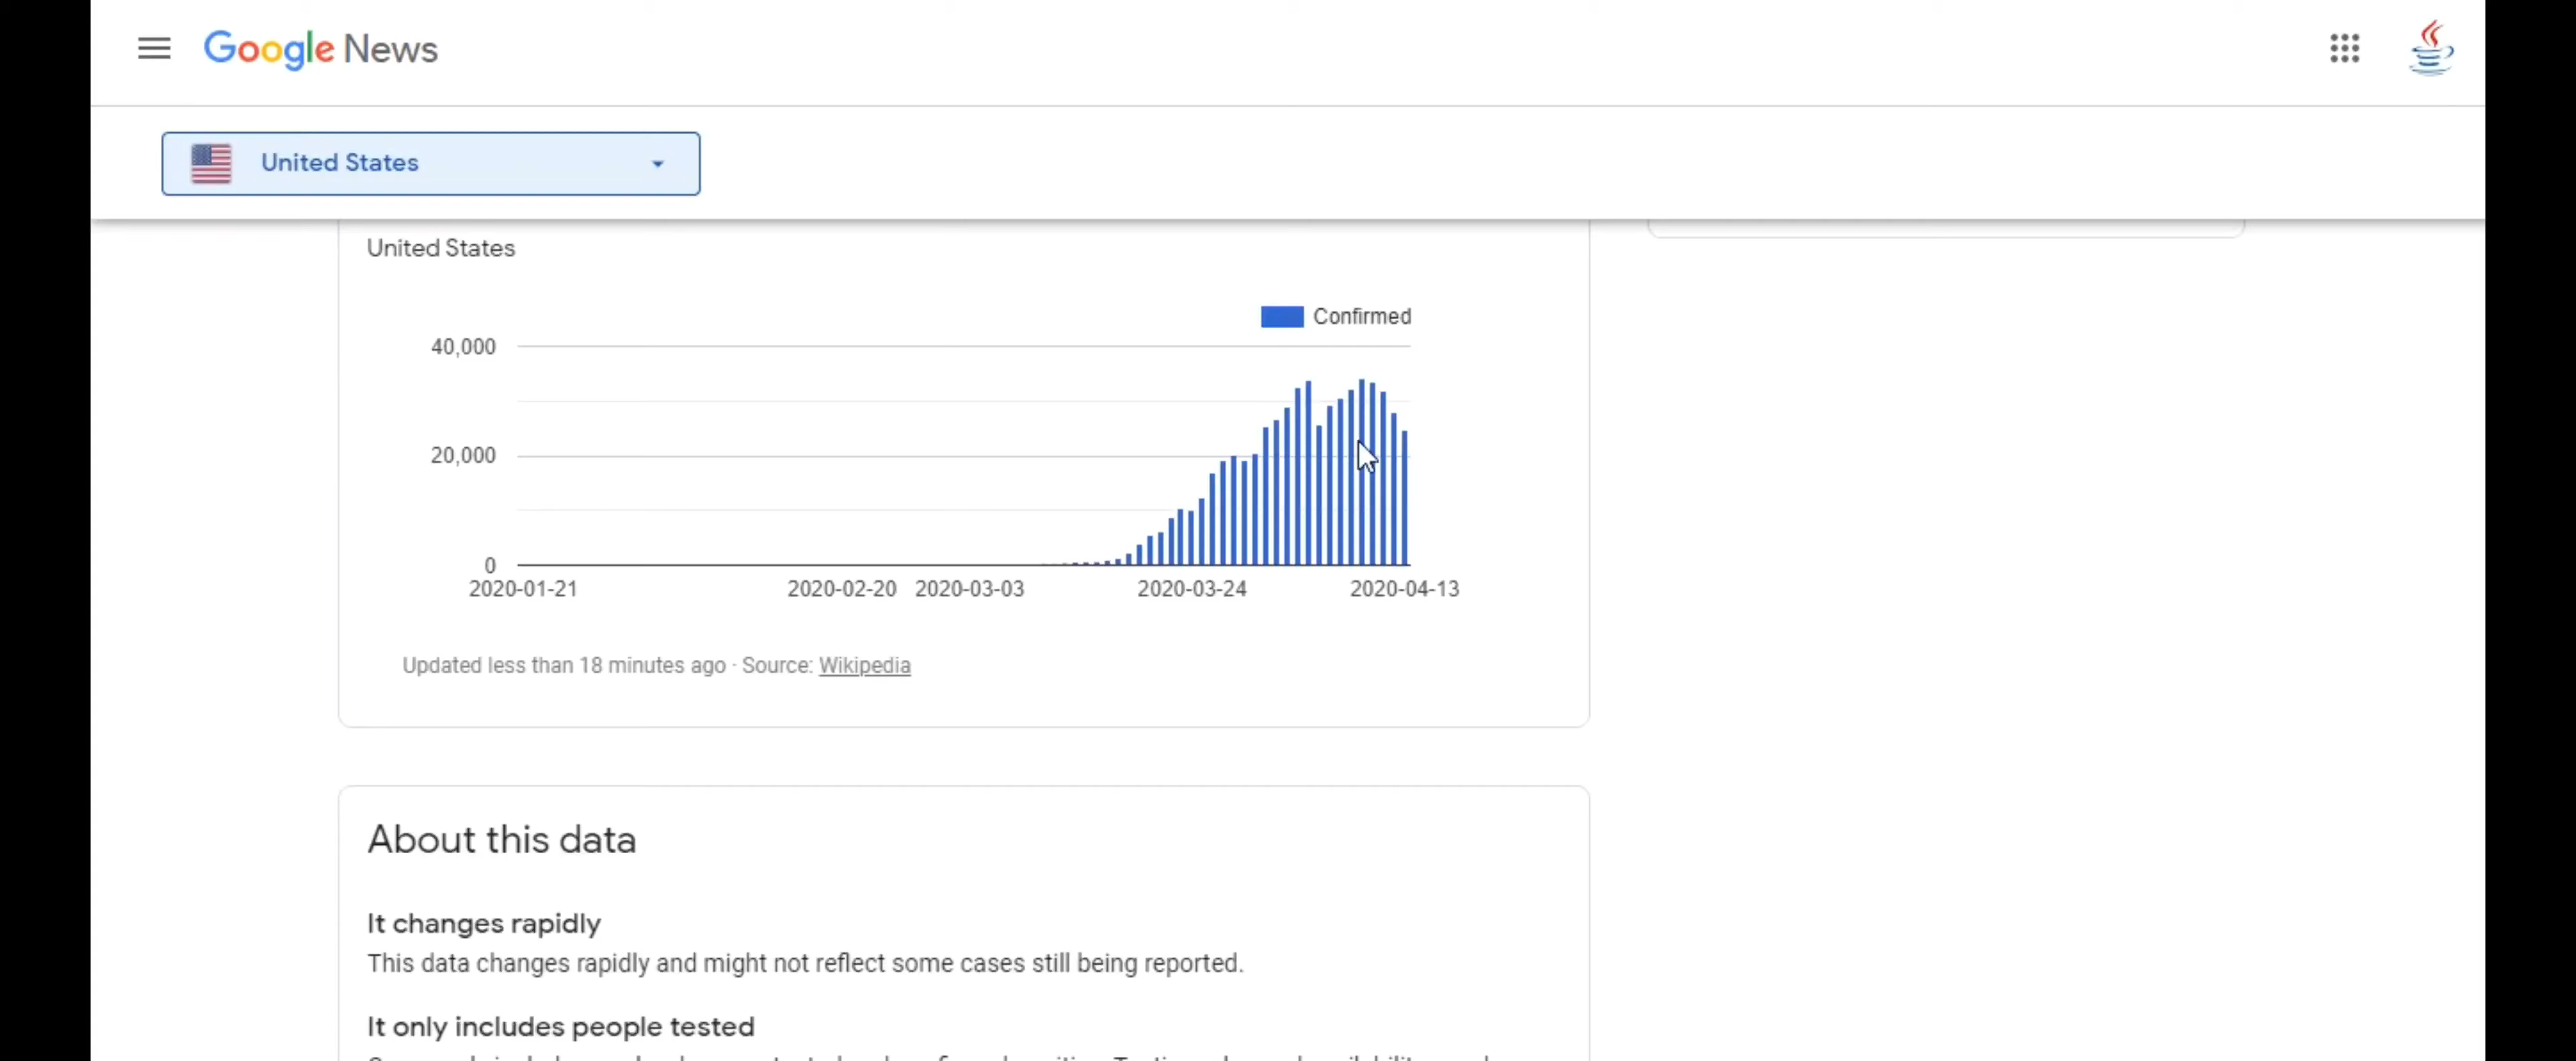 Google News
United States
United States
Confirmed
40,000
20,000
0
2020-01-21 2020-02-20 2020-03-03 2020-03-24 2020-04-13
Updated less than 18 minutes ago · Source: Wikipedia
About this data
It changes rapidly
This data changes rapidly and might not reflect some cases still being reported.
It only includes people tested